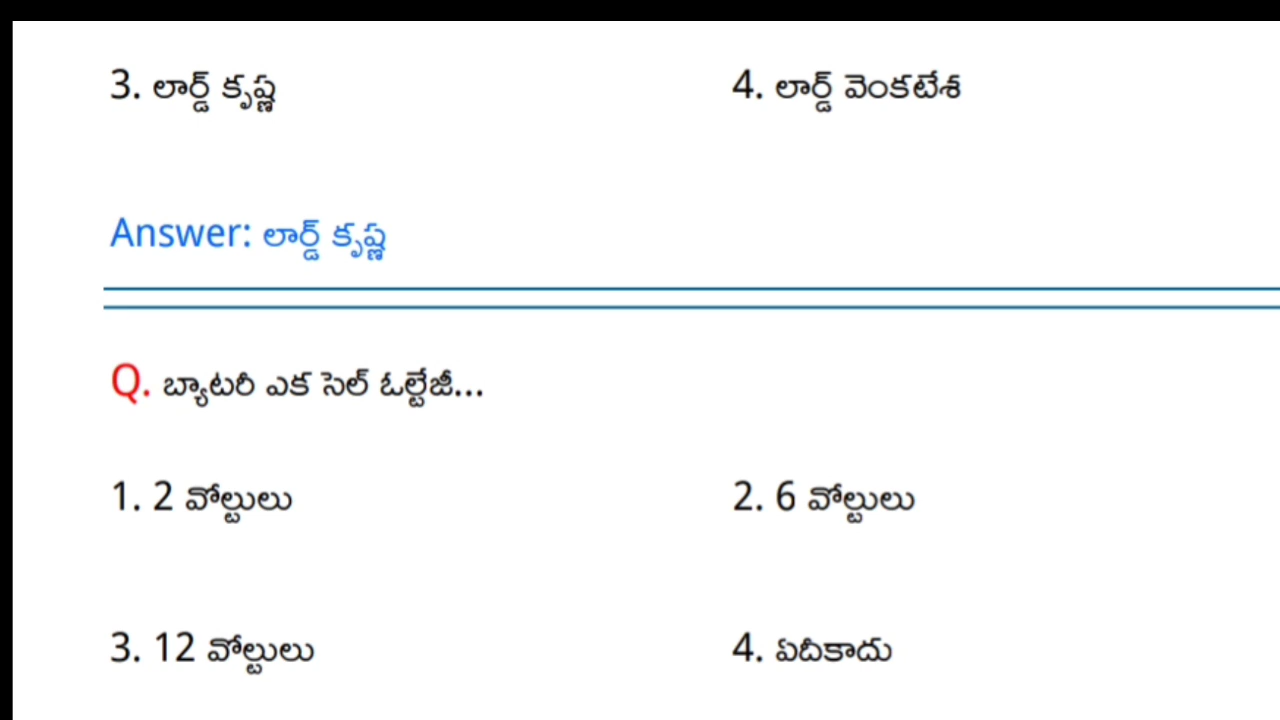 3. లార్డ్ కృష్ణ 4. లార్డ్ వెంకటేశ
Answer: లార్డ్ కృష్ణ
Q. బ్యాటరీ ఎక సెల్ ఓల్టేజీ...
1. 2 వోల్టులు 2. 6 వోల్టులు
3. 12 వోల్టులు 4. ఏదీకాదు